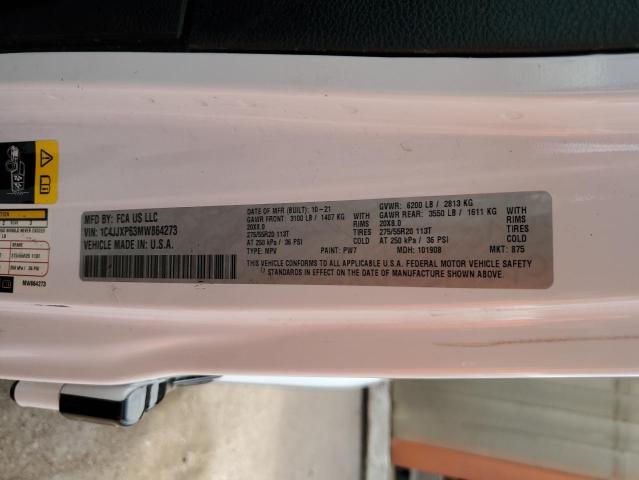 MFD BY: FCA US LLC
VIN: 1C4JJXP63MW864273
VEHICLE MADE IN: U.S.A.
DATE OF MFR (BUILT): 10-21
GAWR FRONT: 3100 LB / 1407 KG
20X8.0
275/55R20 113T
AT 250 kPa / 36 PSI
TYPE: MPV PAINT: PW7
WITH
RIMS
TIRES
GVWR: 6200 LB / 2813 KG
GAWR REAR: 3550 LB / 1611 KG
20X8.0
275/55R20 113T
AT 250 kPa / 36 PSI
MDH: 101908 MKT: 875
WITH
RIMS
TIRES
THIS VEHICLE CONFORMS TO ALL APPLICABLE U.S.A. FEDERAL MOTOR VEHICLE SAFETY
STANDARDS IN EFFECT ON THE DATE OF MANUFACTURE SHOWN ABOVE.
MW864273